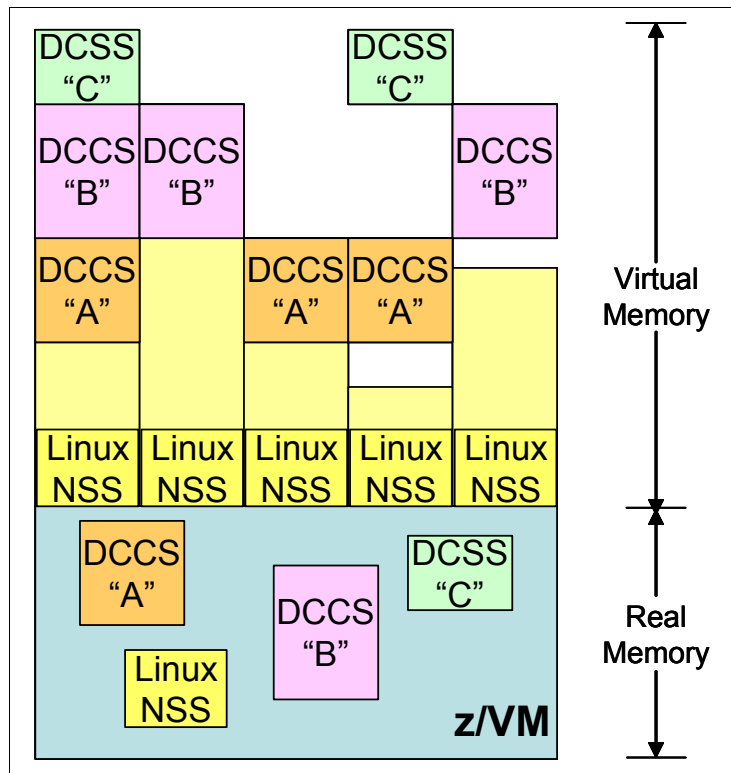 DCSS
“C”
DCSS
“C”
DCCS
“B”
DCCS
“B”
DCCS
“B”
DCCS
“A”
DCCS
“A”
DCCS
“A”
Virtual
Memory
Linux
NSS
Linux
NSS
Linux
NSS
Linux
NSS
Linux
NSS
DCCS
“A”
DCSS
“C”
DCCS
“B”
Real
Memory
Linux
NSS
z/VM